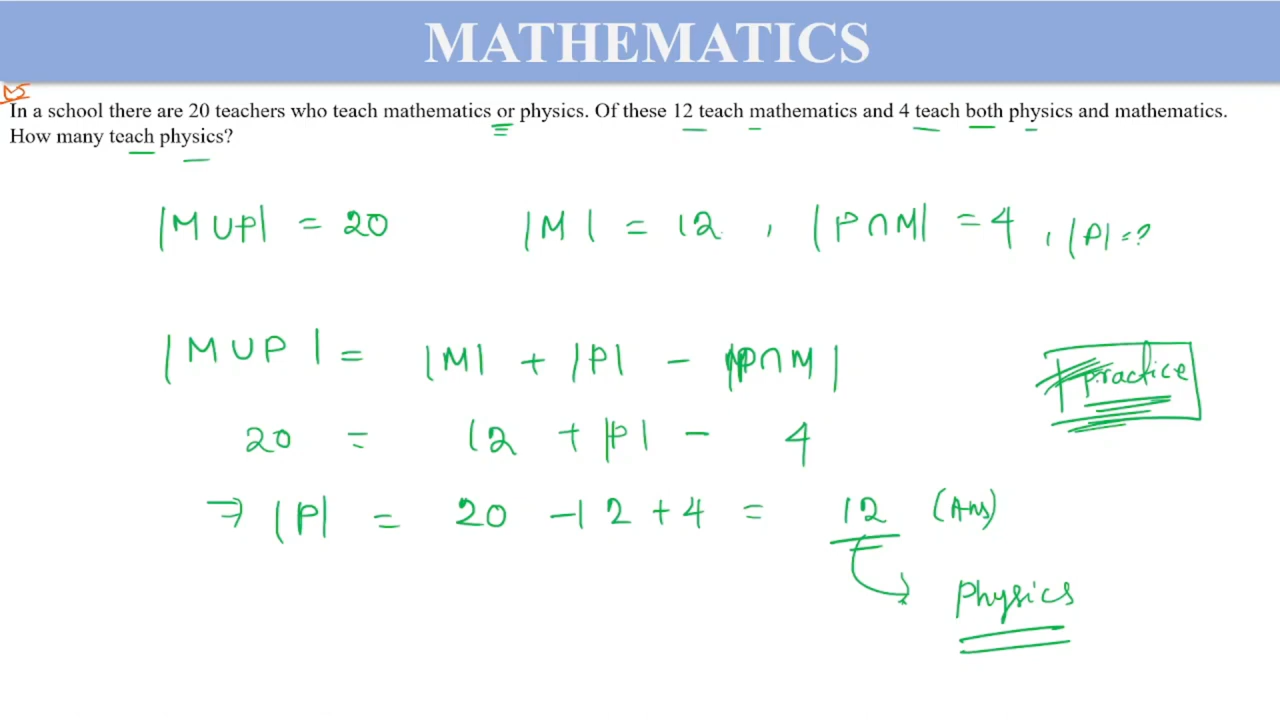 MATHEMATICS
In a school there are 20 teachers who teach mathematics or physics. Of these 12 teach mathematics and 4 teach both physics and mathematics.
How many teach physics?
|M∪P| = 20 |M| = 12 , |P∩M| = 4 , |P| = ?
|M∪P| = |M| + |P| - |P∩M|
practice
20 = 12 + |P| - 4
⇒ |P| = 20 - 12 + 4 = 12 (Ans)
Physics